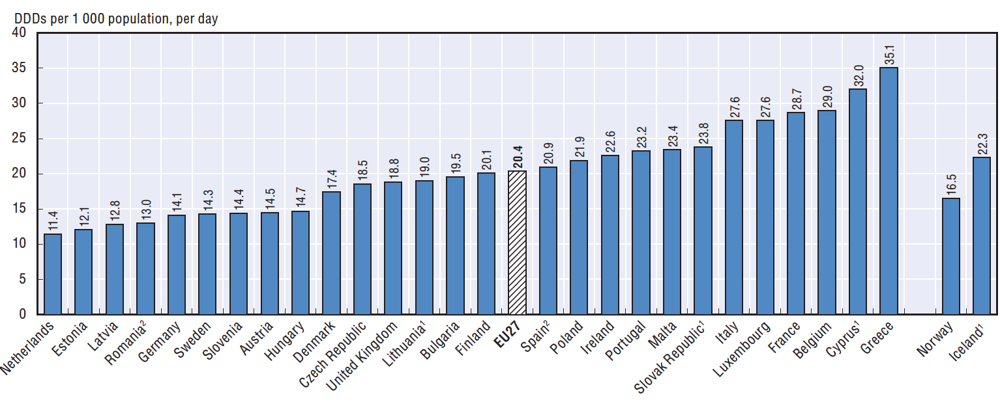 DDDs per 1 000 population, per day
40
35
30
25
20
15
10
5
0
11.4
12.1
12.8
13.0
14.1
14.3
14.4
14.5
14.7
17.4
18.5
18.8
19.0
19.5
20.1
20.4
20.9
21.9
22.6
23.2
23.4
23.8
27.6
27.6
28.7
29.0
32.0
35.1
16.5
22.3
Netherlands
Estonia
Latvia
Romania²
Germany
Sweden
Slovenia
Austria
Hungary
Denmark
Czech Republic
United Kingdom
Lithuania¹
Bulgaria
Finland
EU27
Spain²
Poland
Ireland
Portugal
Malta
Slovak Republic¹
Italy
Luxembourg
France
Belgium
Cyprus¹
Greece
Norway
Iceland¹